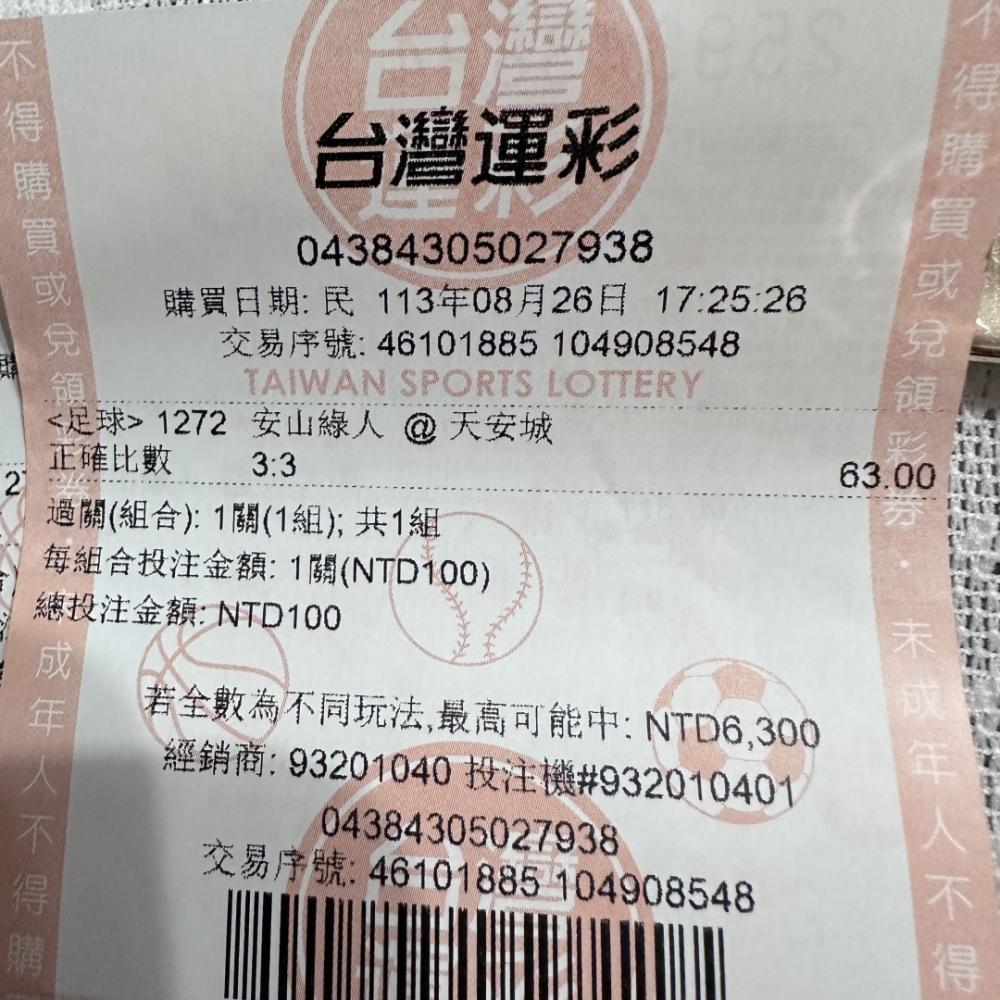 台灣
台灣運彩
04384305027938
購買日期: 民 113年08月26日 17:25:26
交易序號: 46101885 104908548
TAIWAN SPORTS LOTTERY
<足球> 1272 安山綠人 @ 天安城
正確比數 3:3 63.00
過關(組合): 1關(1組); 共1組
每組合投注金額: 1關(NTD100)
總投注金額: NTD100
若全數為不同玩法,最高可能中: NTD6,300
經銷商: 93201040 投注機#932010401
04384305027938
交易序號: 46101885 104908548
不得購買或兌領彩券
成年人不得購
不得購買或兌領彩券·未成年人不得